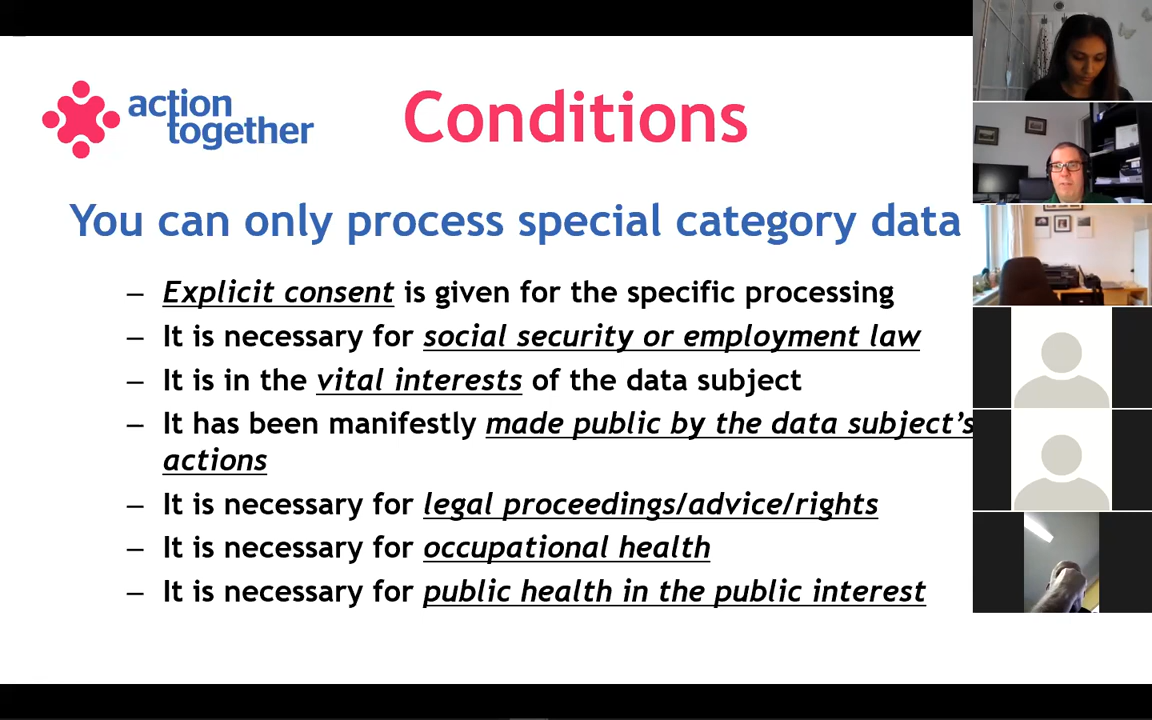 action
together
Conditions
You can only process special category data
– Explicit consent is given for the specific processing
– It is necessary for social security or employment law
– It is in the vital interests of the data subject
– It has been manifestly made public by the data subject’s
actions
– It is necessary for legal proceedings/advice/rights
– It is necessary for occupational health
– It is necessary for public health in the public interest